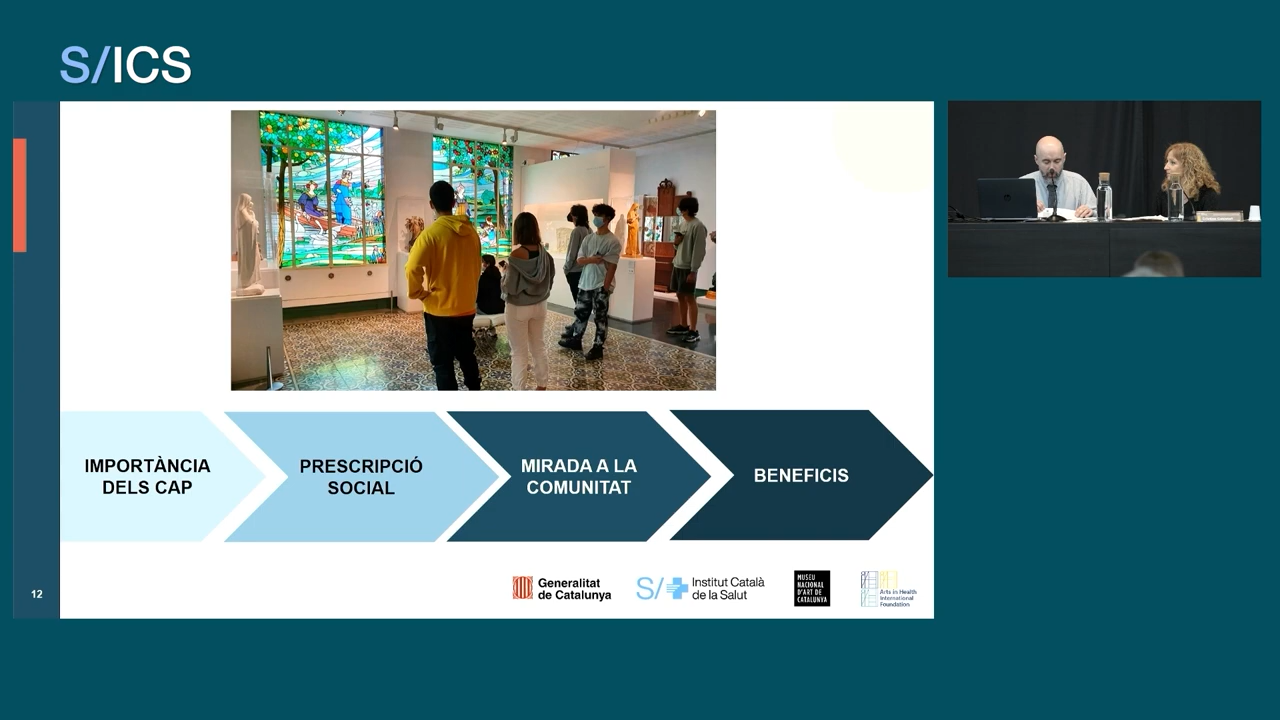 S/ICS
IMPORTÀNCIA
DELS CAP
PRESCRIPCIÓ
SOCIAL
MIRADA A LA
COMUNITAT
BENEFICIS
12
Generalitat
de Catalunya
S/
Institut Català
de la Salut
MUSEU
NACIONAL
D'ART DE
CATALUNYA
Arts in Health
International
Foundation